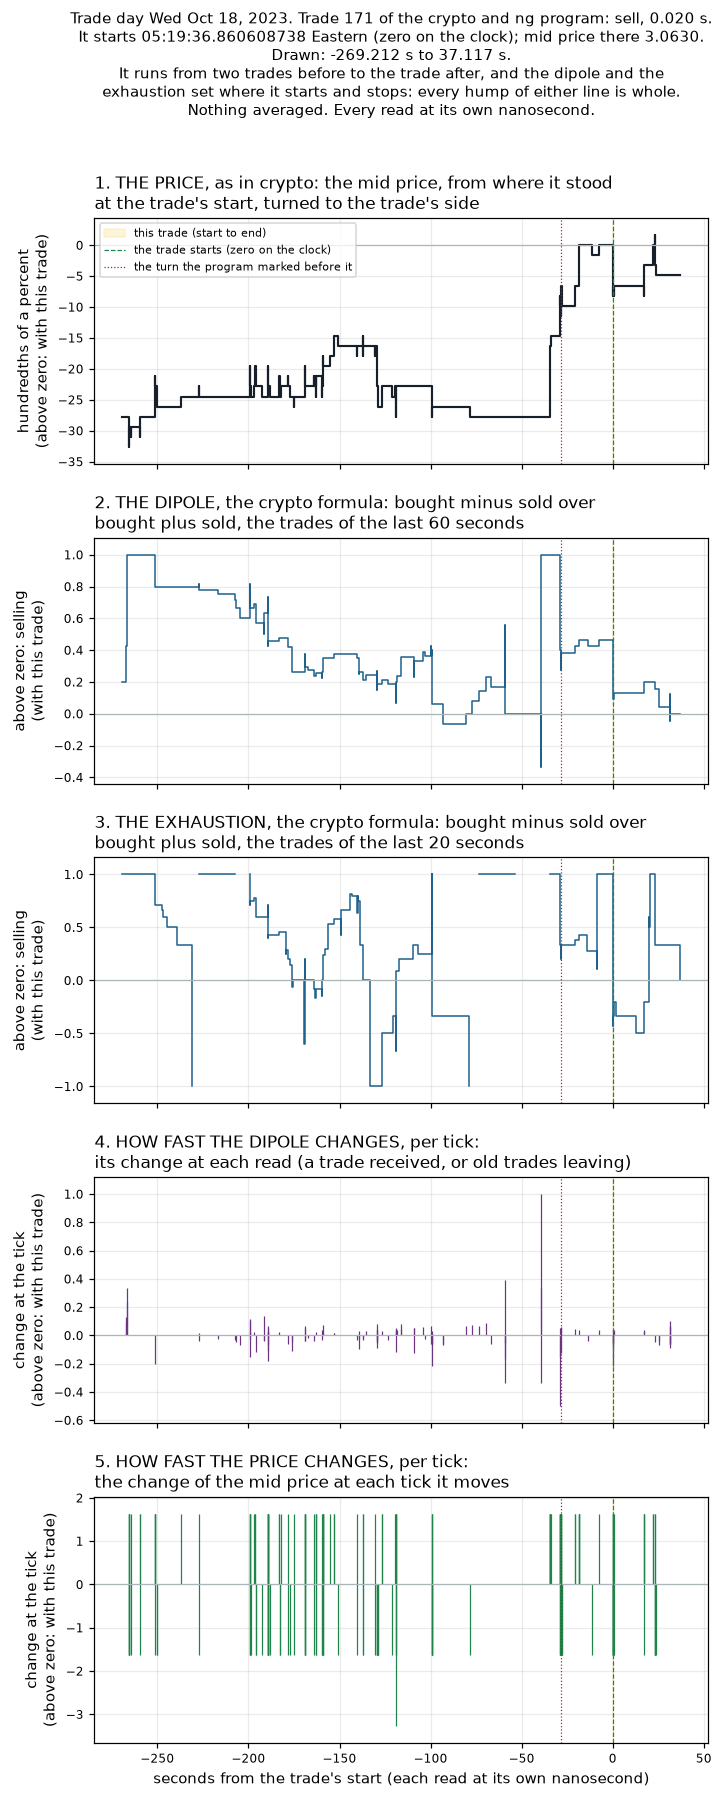 Trade day Wed Oct 18, 2023. Trade 171 of the crypto and ng program: sell, 0.020 s.
It starts 05:19:36.860608738 Eastern (zero on the clock); mid price there 3.0630.
Drawn: -269.212 s to 37.117 s.
It runs from two trades before to the trade after, and the dipole and the
exhaustion set where it starts and stops: every hump of either line is whole.
Nothing averaged. Every read at its own nanosecond.
1. THE PRICE, as in crypto: the mid price, from where it stood
at the trade's start, turned to the trade's side
this trade (start to end)
the trade starts (zero on the clock)
the turn the program marked before it
0
−5
−10
−15
−20
−25
−30
−35
hundredths of a percent
(above zero: with this trade)
2. THE DIPOLE, the crypto formula: bought minus sold over
bought plus sold, the trades of the last 60 seconds
1.0
0.8
0.6
0.4
0.2
0.0
−0.2
−0.4
above zero: selling
(with this trade)
3. THE EXHAUSTION, the crypto formula: bought minus sold over
bought plus sold, the trades of the last 20 seconds
1.0
0.5
0.0
−0.5
−1.0
above zero: selling
(with this trade)
4. HOW FAST THE DIPOLE CHANGES, per tick:
its change at each read (a trade received, or old trades leaving)
1.0
0.8
0.6
0.4
0.2
0.0
−0.2
−0.4
−0.6
change at the tick
(above zero: with this trade)
5. HOW FAST THE PRICE CHANGES, per tick:
the change of the mid price at each tick it moves
2
1
0
−1
−2
−3
change at the tick
(above zero: with this trade)
−250
−200
−150
−100
−50
0
50
seconds from the trade's start (each read at its own nanosecond)